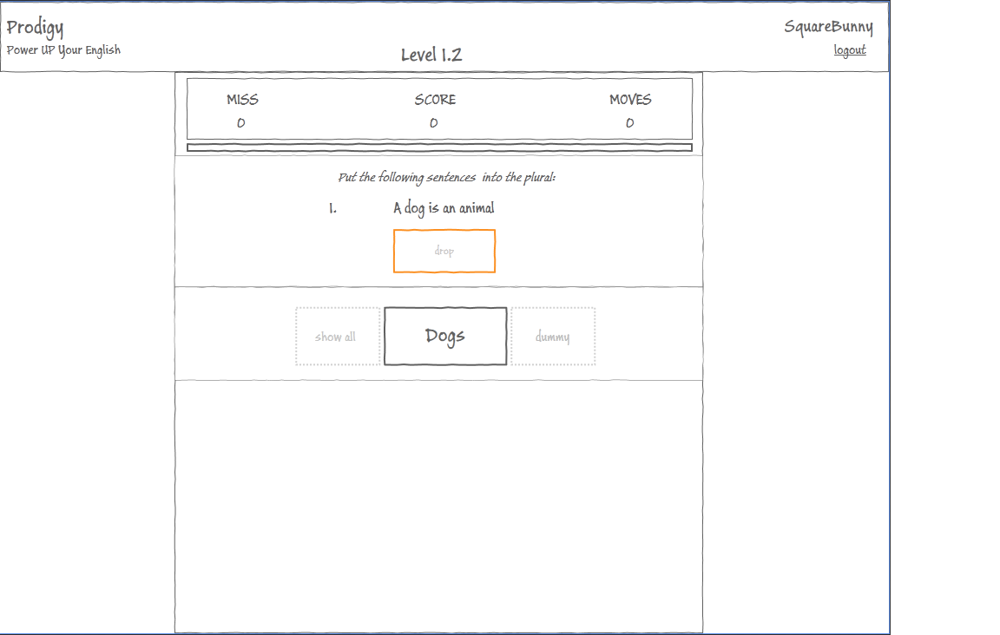 Prodigy
SquareBunny
Power UP Your English
logout
Level 1.2
MISS SCORE MOVES
0 0 0
Put the following sentences into the plural:
1. A dog is an animal
drop
show all Dogs dummy